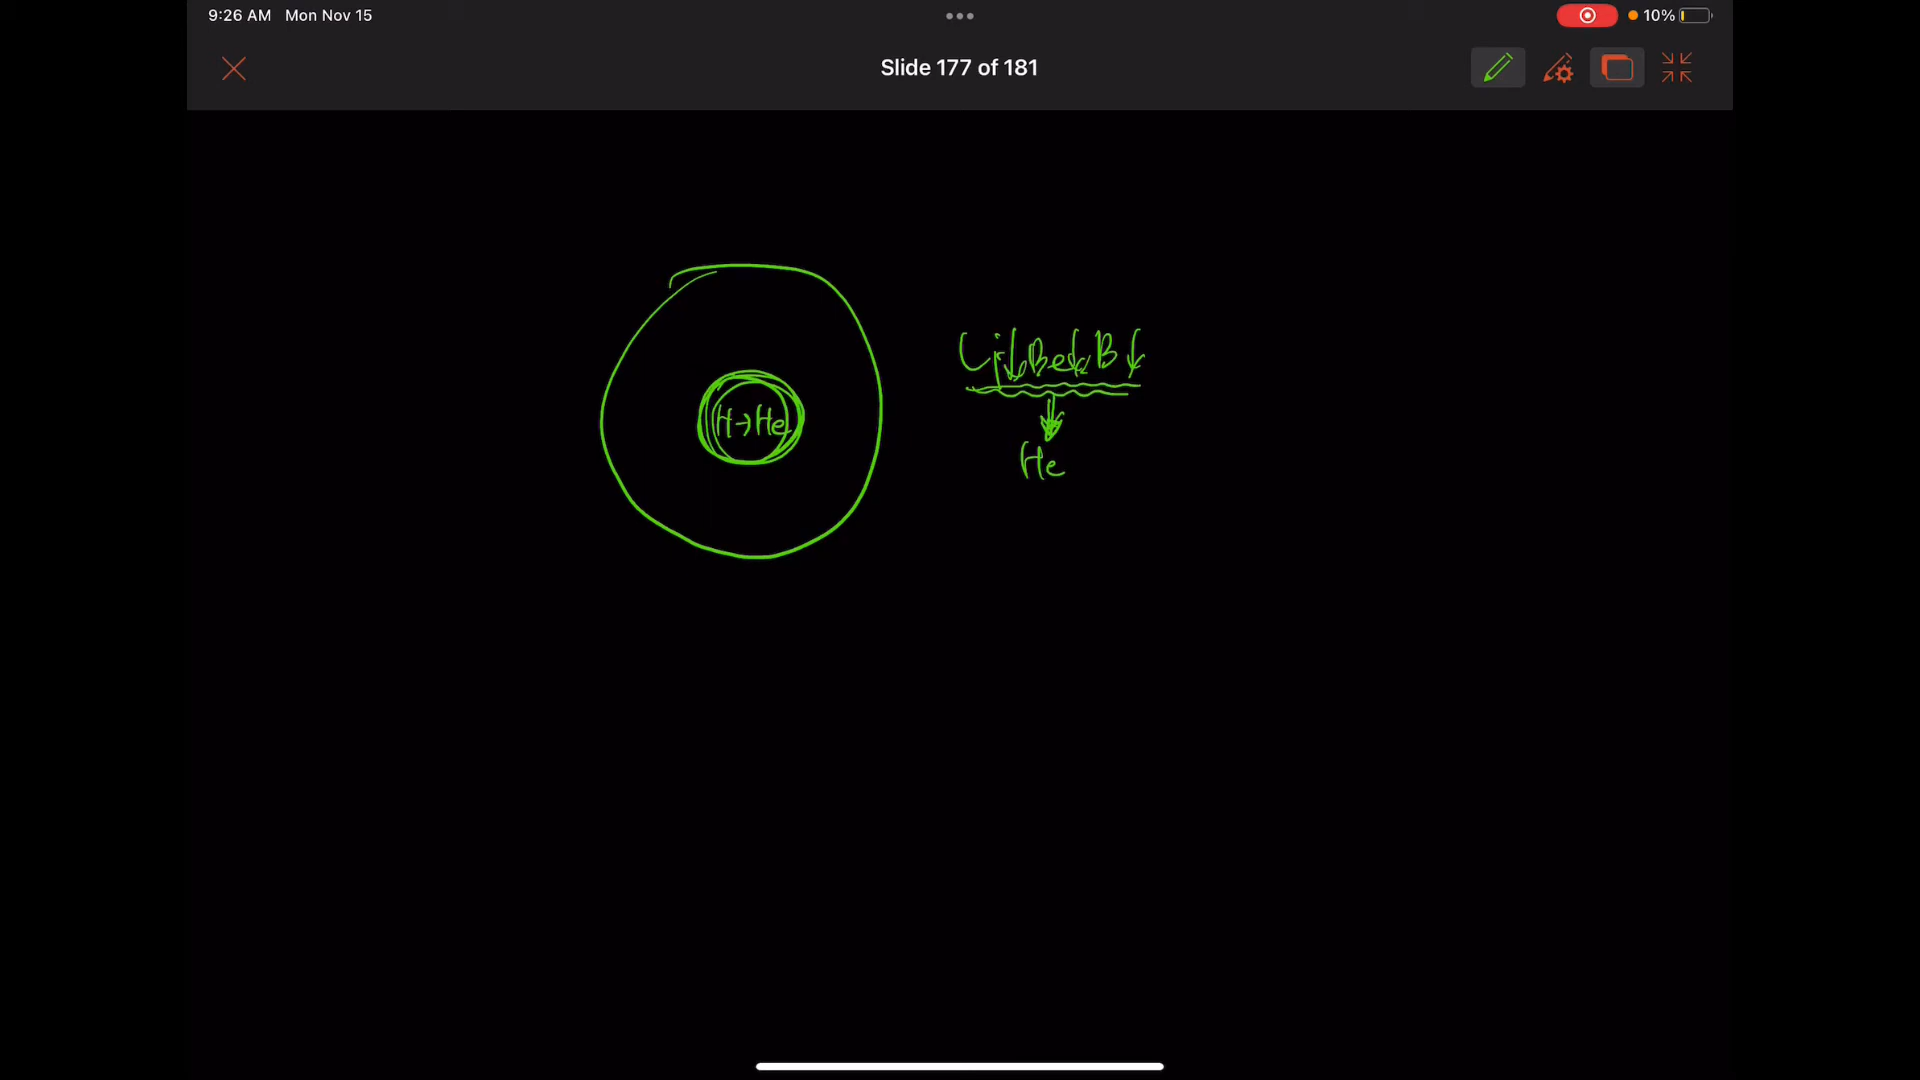 9:26 AM Mon Nov 15
10%
Slide 177 of 181
Li↓Be↓B↓
H→He
He